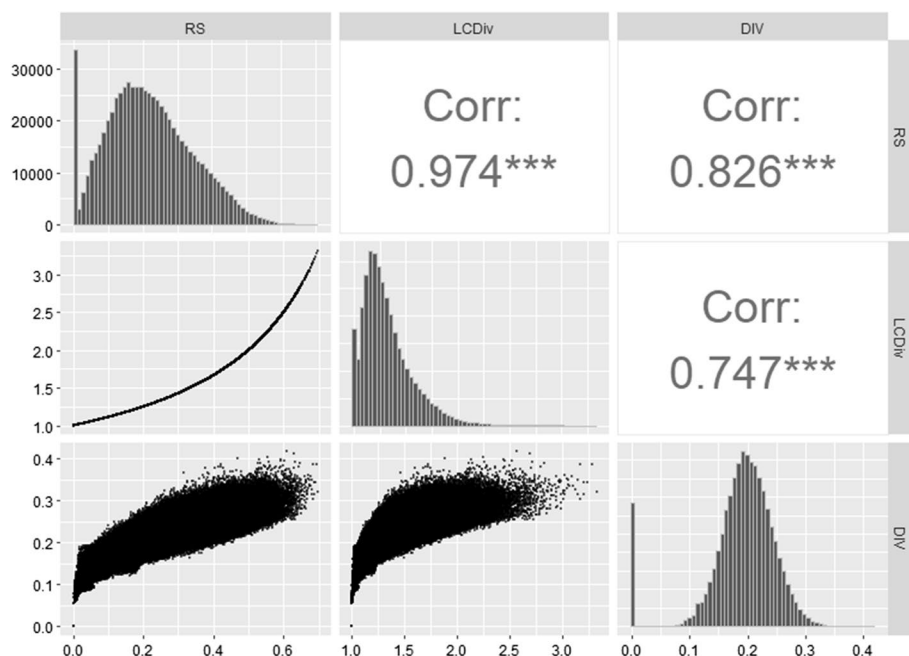 RS
LCDiv
DIV
30000
20000
10000
0
Corr:
0.974***
Corr:
0.826***
RS
3.0
2.5
2.0
1.5
1.0
Corr:
0.747***
LCDiv
0.4
0.3
0.2
0.1
0.0
DIV
0.0 0.2 0.4 0.6
1.0 1.5 2.0 2.5 3.0
0.0 0.1 0.2 0.3 0.4